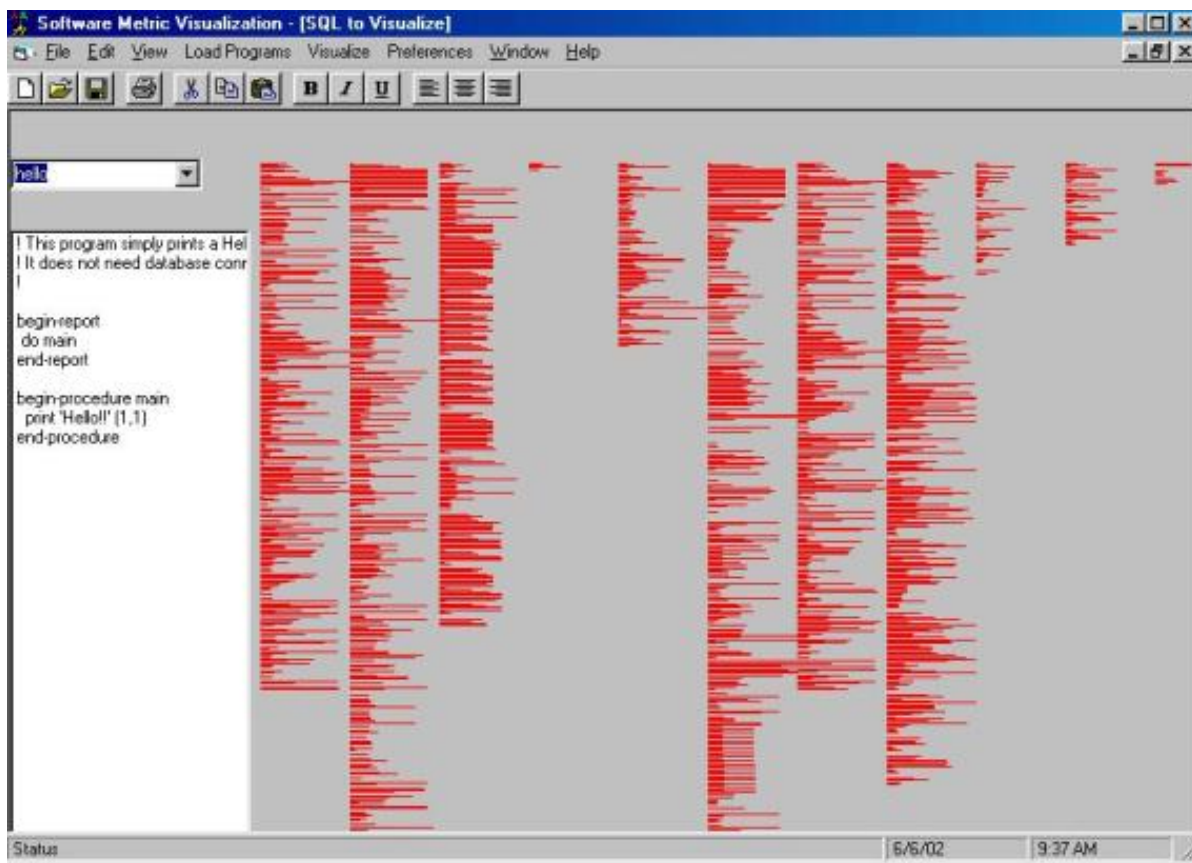 Software Metric Visualization - [SQL to Visualize]
File Edit View Load Programs Visualize Preferences Window Help
B I U
hello
! This program simply prints a Hel
! It does not need database conr
!
begin-report
do main
end-report
begin-procedure main
print 'Hello!!' (1,1)
end-procedure
Status 6/6/02 9:37 AM